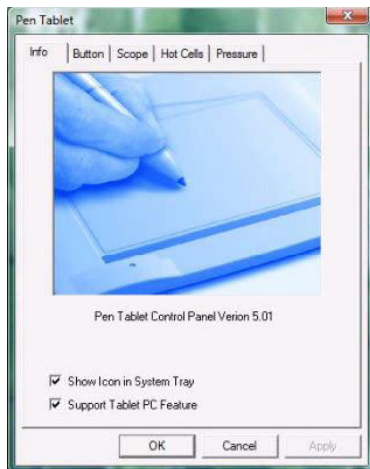 Pen Tablet
Info Button Scope Hot Cells Pressure
Pen Tablet Control Panel Verion 5.01
Show Icon in System Tray
Support Tablet PC Feature
OK Cancel Apply